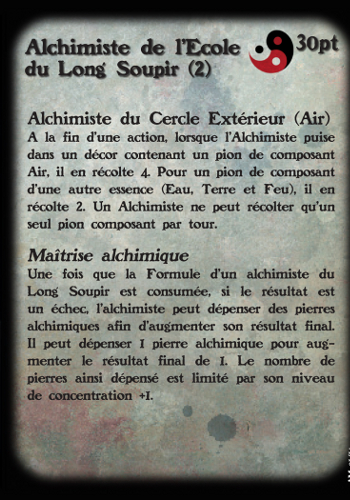 Alchimiste de l'Ecole
du Long Soupir (2)
30pt
Alchimiste du Cercle Extérieur (Air)
A la fin d'une action, lorsque l'Alchimiste puise
dans un décor contenant un pion de composant
Air, il en récolte 4. Pour un pion de composant
d'une autre essence (Eau, Terre et Feu), il en
récolte 2. Un Alchimiste ne peut récolter qu'un
seul pion composant par tour.
Maîtrise alchimique
Une fois que la Formule d'un alchimiste du
Long Soupir est consumée, si le résultat est
un échec, l'alchimiste peut dépenser des pierres
alchimiques afin d'augmenter son résultat final.
Il peut dépenser 1 pierre alchimique pour aug-
menter le résultat final de 1. Le nombre de
pierres ainsi dépensé est limité par son niveau
de concentration +1.